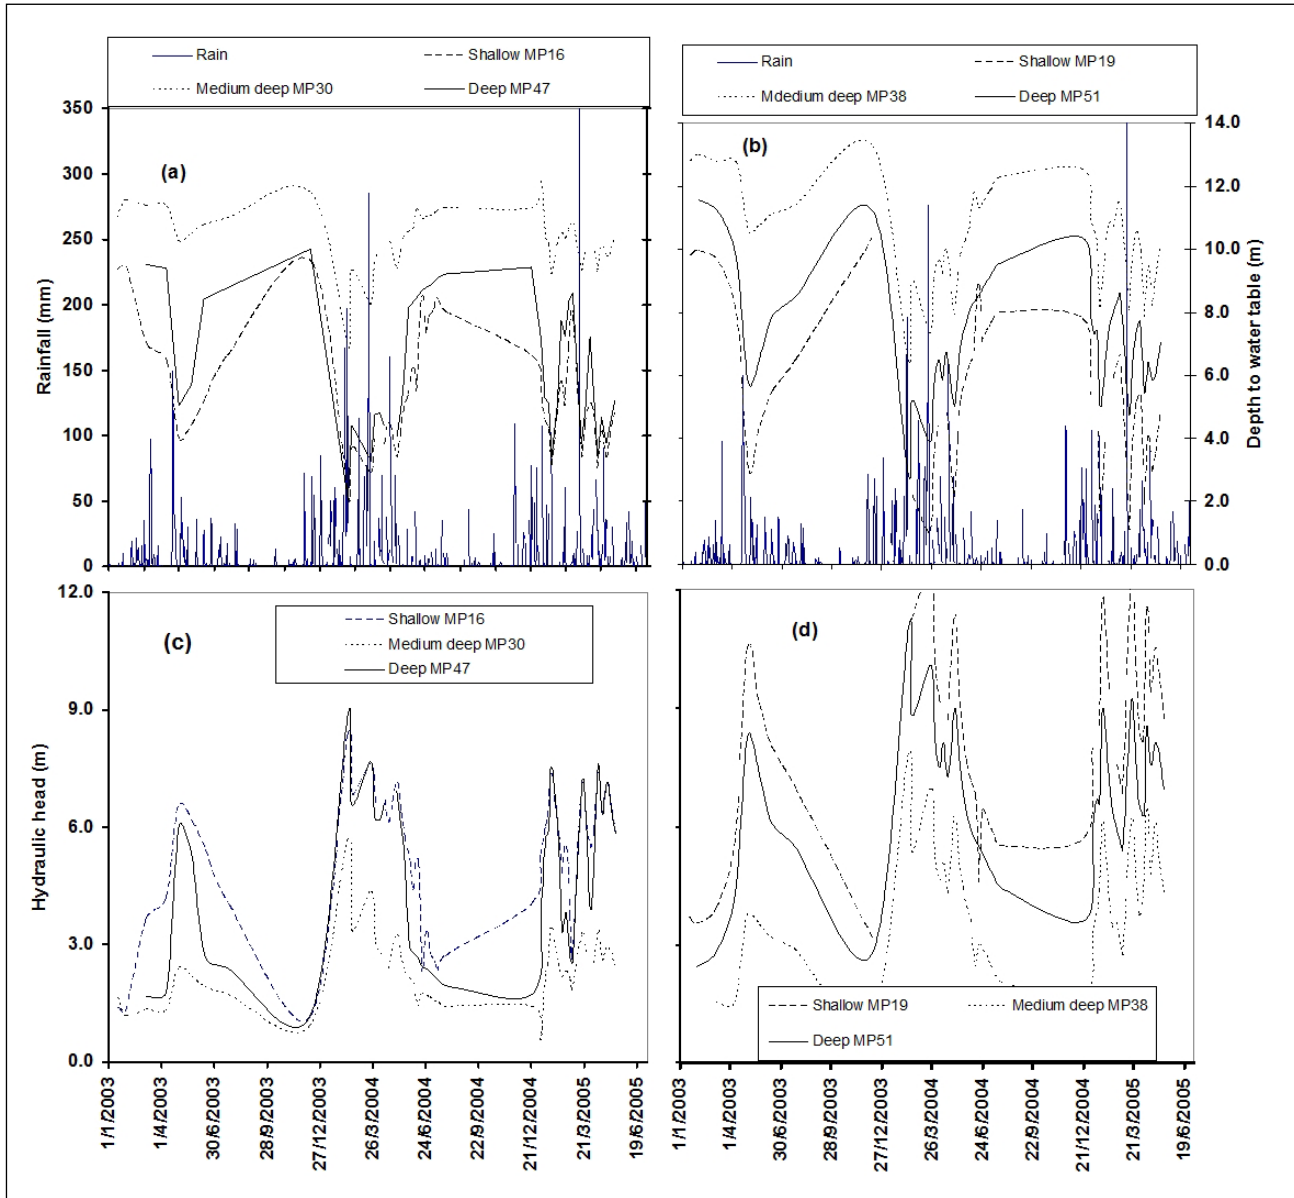 Rain
Shallow MP16
Medium deep MP30
Deep MP47
Rain
Shallow MP19
Mdedium deep MP38
Deep MP51
350
300
250
200
150
100
50
0
Rainfall (mm)
(a)
(b)
14.0
12.0
10.0
8.0
6.0
4.0
2.0
0.0
Depth to water table (m)
12.0
9.0
6.0
3.0
0.0
Hydraulic head (m)
(c)
Shallow MP16
Medium deep MP30
Deep MP47
(d)
Shallow MP19
Medium deep MP38
Deep MP51
1/1/2003
1/4/2003
30/6/2003
28/9/2003
27/12/2003
26/3/2004
24/6/2004
22/9/2004
21/12/2004
21/3/2005
19/6/2005
1/1/2003
1/4/2003
30/6/2003
28/9/2003
27/12/2003
26/3/2004
24/6/2004
22/9/2004
21/12/2004
21/3/2005
19/6/2005